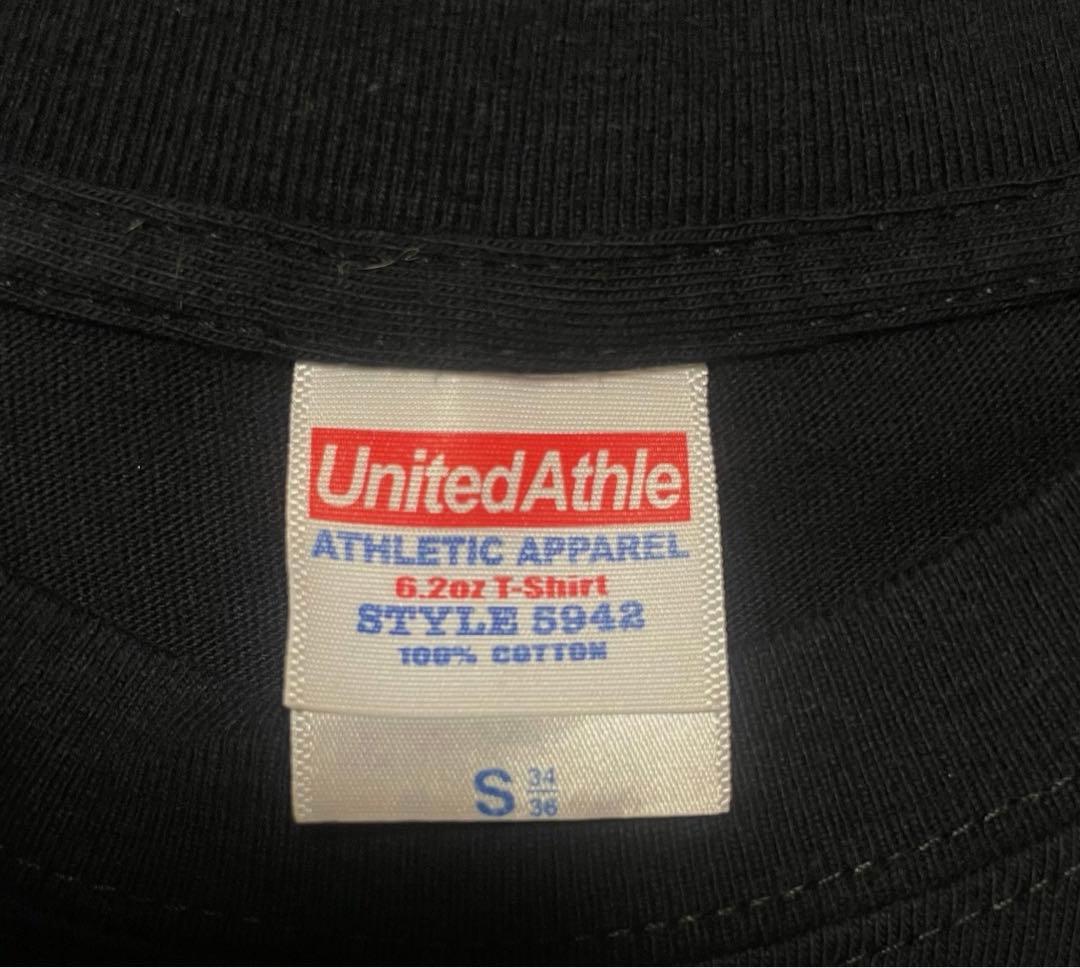 UnitedAthle
ATHLETIC APPAREL
6.2oz T-Shirt
STYLE 5942
100% COTTON
S 34
36